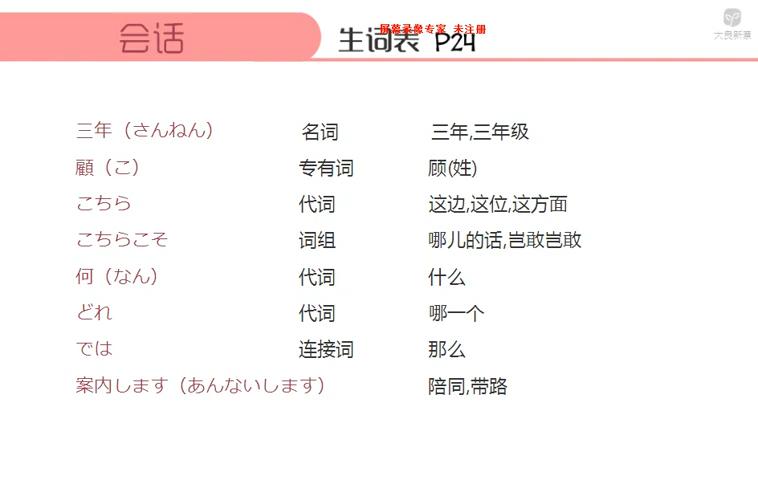 会话
生词表 P24
屏幕录像专家 未注册
大良新票
三年（さんねん） 名词 三年,三年级
顧（こ） 专有词 顾(姓)
こちら 代词 这边,这位,这方面
こちらこそ 词组 哪儿的话,岂敢岂敢
何（なん） 代词 什么
どれ 代词 哪一个
では 连接词 那么
案内します（あんないします） 陪同,带路